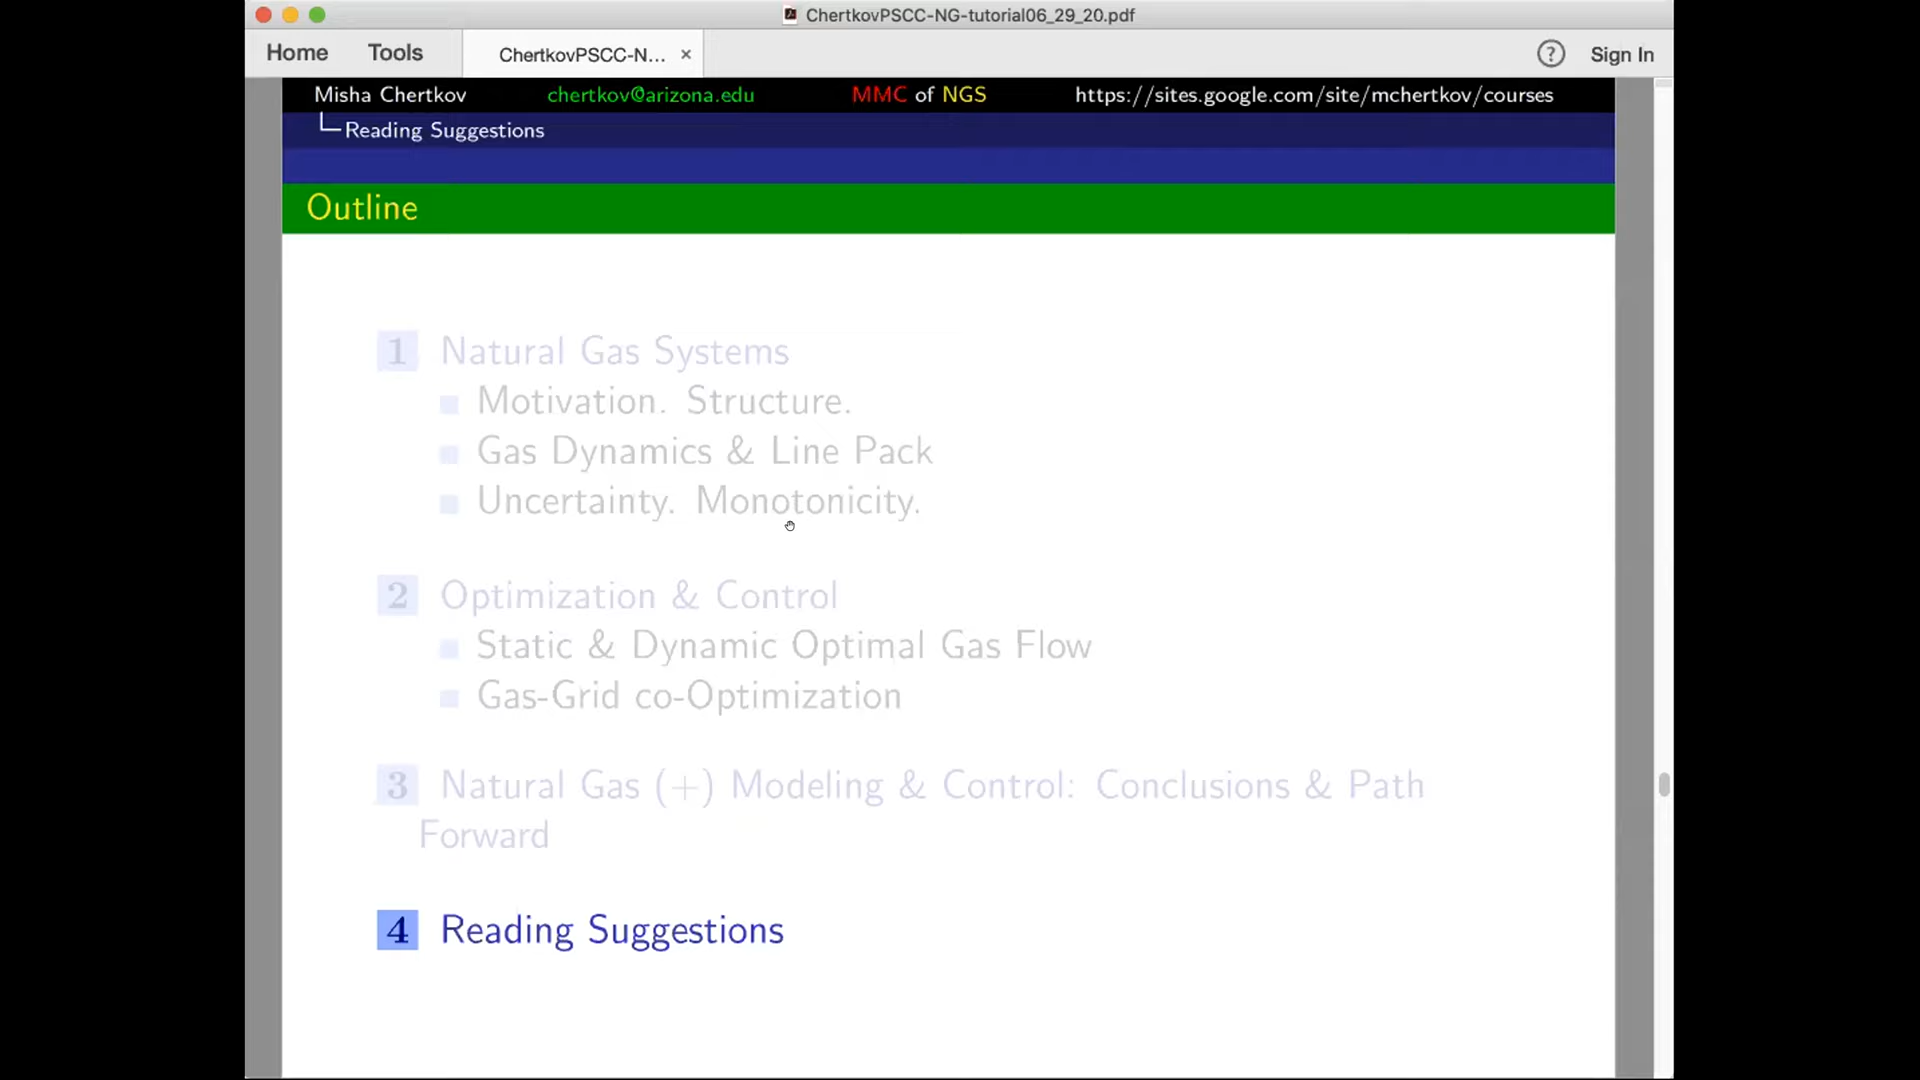 ChertkovPSCC-NG-tutorial06_29_20.pdf
Home Tools ChertkovPSCC-N... × ? Sign In
Misha Chertkov chertkov@arizona.edu MMC of NGS https://sites.google.com/site/mchertkov/courses
Reading Suggestions
Outline
1 Natural Gas Systems
Motivation. Structure.
Gas Dynamics & Line Pack
Uncertainty. Monotonicity.
2 Optimization & Control
Static & Dynamic Optimal Gas Flow
Gas-Grid co-Optimization
3 Natural Gas (+) Modeling & Control: Conclusions & Path
Forward
4 Reading Suggestions